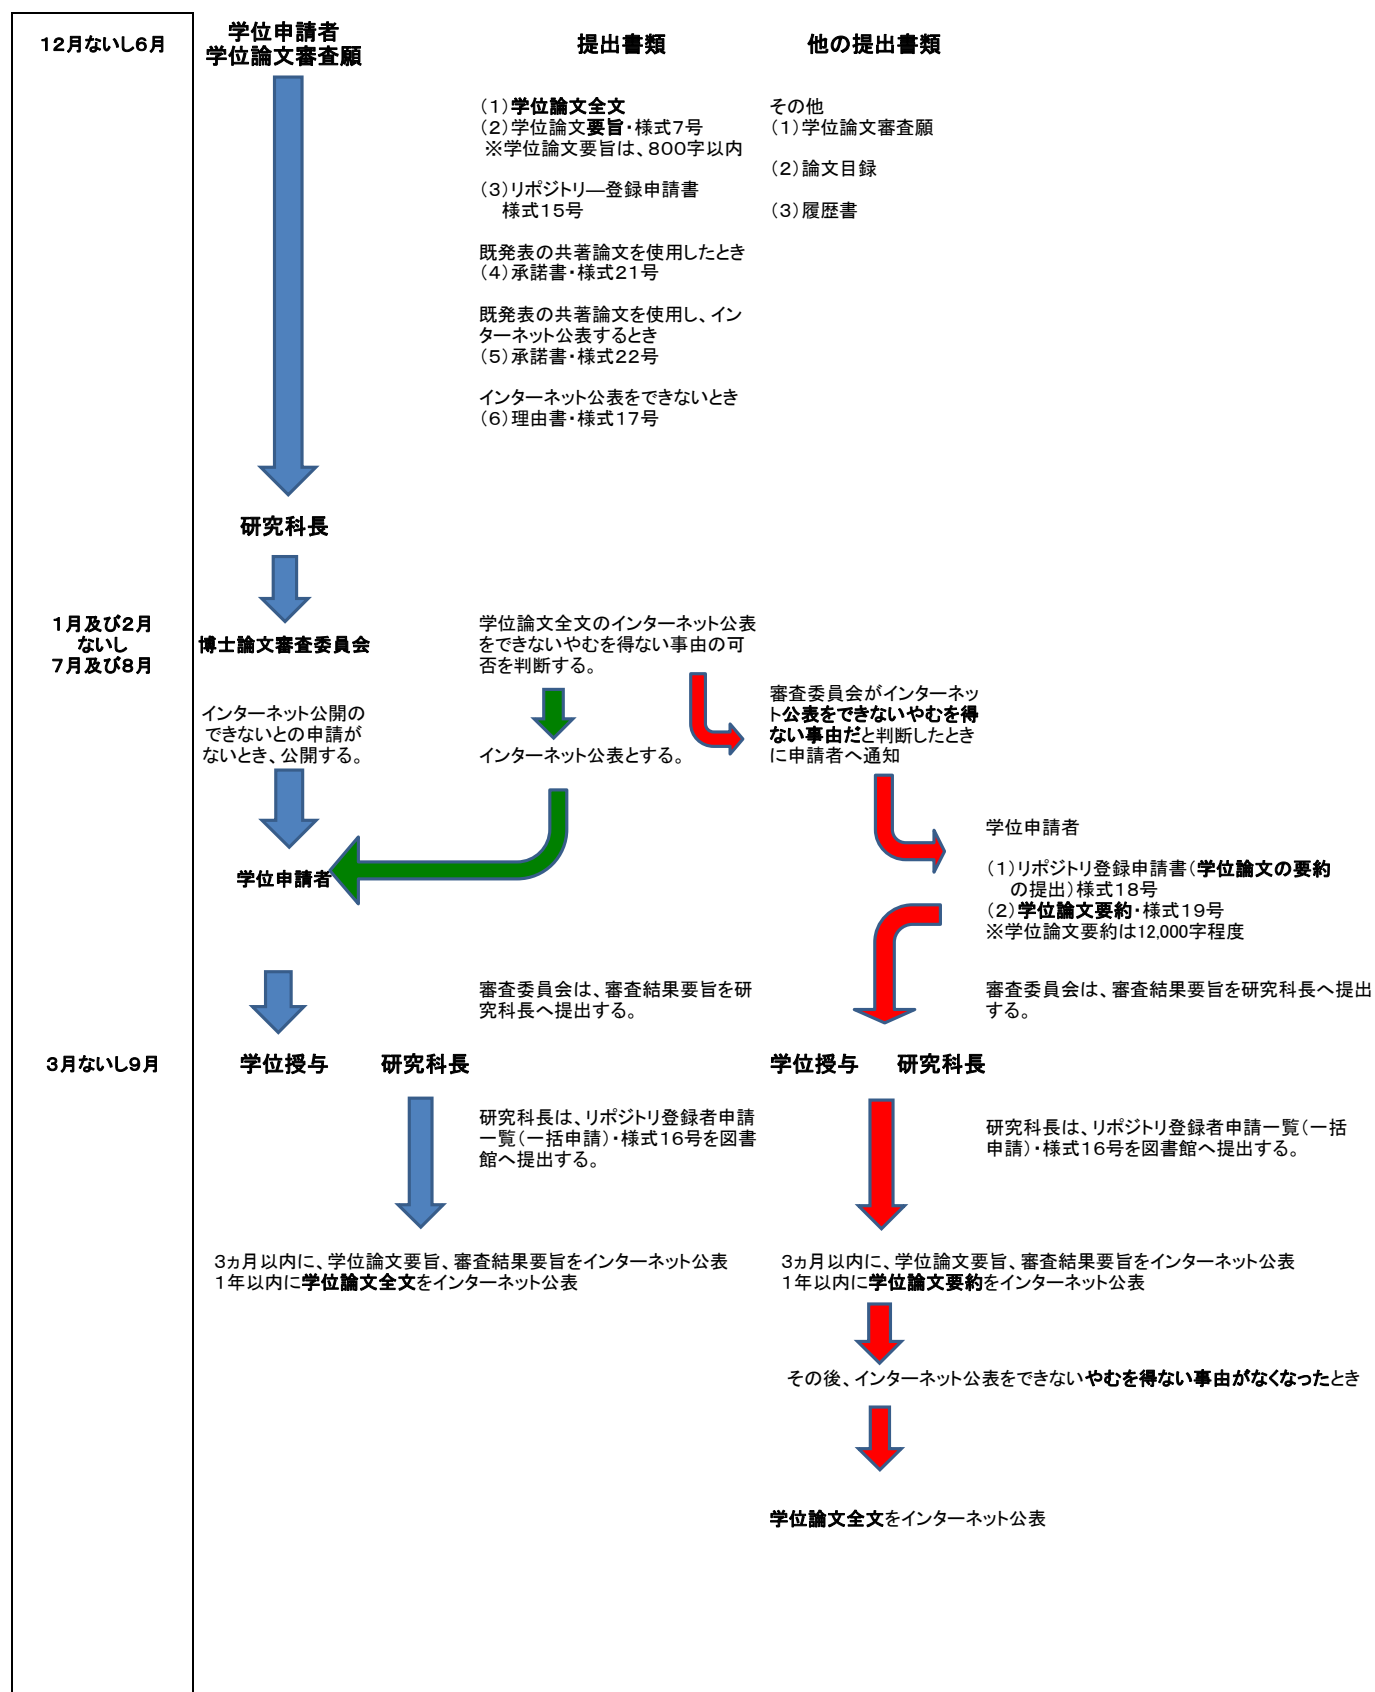 12月ないし6月
学位申請者
学位論文審査願
提出書類
他の提出書類
（1）学位論文全文
（2）学位論文要旨・様式7号
※学位論文要旨は、800字以内
（3）リポジトリ―登録申請書
様式15号
既発表の共著論文を使用したとき
（4）承諾書・様式21号
既発表の共著論文を使用し、イン
ターネット公表するとき
（5）承諾書・様式22号
インターネット公表をできないとき
（6）理由書・様式17号
その他
（1）学位論文審査願
（2）論文目録
（3）履歴書
研究科長
1月及び2月
ないし
7月及び8月
博士論文審査委員会
学位論文全文のインターネット公表
をできないやむを得ない事由の可
否を判断する。
インターネット公開の
できないとの申請が
ないとき、公開する。
インターネット公表とする。
審査委員会がインターネッ
ト公表をできないやむを得
ない事由だと判断したとき
に申請者へ通知
学位申請者
学位申請者
（1）リポジトリ登録申請書（学位論文の要約
の提出）様式18号
（2）学位論文要約・様式19号
※学位論文要約は12,000字程度
審査委員会は、審査結果要旨を研
究科長へ提出する。
審査委員会は、審査結果要旨を研究科長へ提出
する。
3月ないし9月
学位授与 研究科長
学位授与 研究科長
研究科長は、リポジトリ登録者申請
一覧（一括申請）・様式16号を図書
館へ提出する。
研究科長は、リポジトリ登録者申請一覧（一括
申請）・様式16号を図書館へ提出する。
3ヵ月以内に、学位論文要旨、審査結果要旨をインターネット公表
1年以内に学位論文全文をインターネット公表
3ヵ月以内に、学位論文要旨、審査結果要旨をインターネット公表
1年以内に学位論文要約をインターネット公表
その後、インターネット公表をできないやむを得ない事由がなくなったとき
学位論文全文をインターネット公表